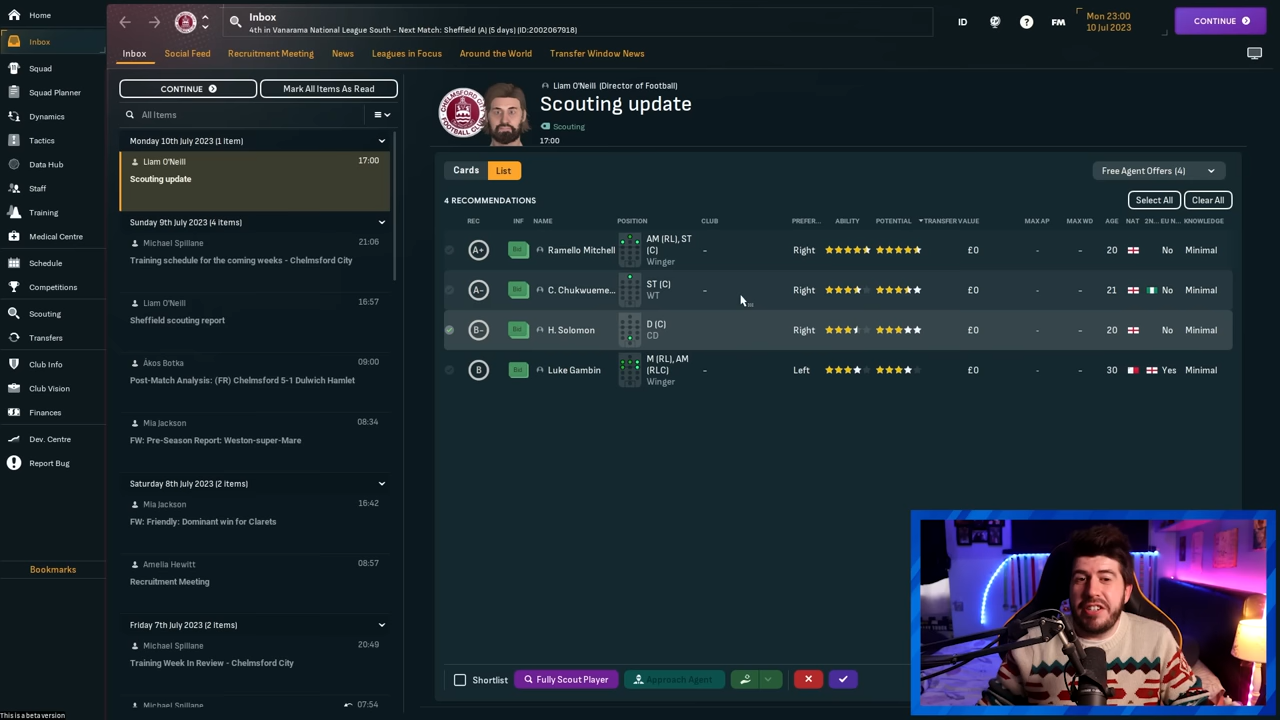 Home
Inbox
Squad
Squad Planner
Dynamics
Tactics
Data Hub
Staff
Training
Medical Centre
Schedule
Competitions
Scouting
Transfers
Club Info
Club Vision
Finances
Dev. Centre
Report Bug
Bookmarks
This is a beta version
Inbox
4th in Vanarama National League South - Next Match: Sheffield (A) (5 days) (ID:2002067918)
ID
?
FM
Mon 23:00
10 Jul 2023
CONTINUE
Inbox
Social Feed
Recruitment Meeting
News
Leagues in Focus
Around the World
Transfer Window News
CONTINUE
Mark All Items As Read
All Items
Monday 10th July 2023 (1 item)
Liam O'Neill 17:00
Scouting update
Sunday 9th July 2023 (4 items)
Michael Spillane 21:06
Training schedule for the coming weeks - Chelmsford City
Liam O'Neill 16:57
Sheffield scouting report
Ákos Botka 09:00
Post-Match Analysis: (FR) Chelmsford 5-1 Dulwich Hamlet
Mia Jackson 08:34
FW: Pre-Season Report: Weston-super-Mare
Saturday 8th July 2023 (2 items)
Mia Jackson 16:42
FW: Friendly: Dominant win for Clarets
Amelia Hewitt 08:57
Recruitment Meeting
Friday 7th July 2023 (2 items)
Michael Spillane 20:49
Training Week In Review - Chelmsford City
Michael Spillane 07:54
Liam O'Neill (Director of Football)
Scouting update
Scouting
17:00
Cards
List
Free Agent Offers (4)
4 RECOMMENDATIONS
Select All
Clear All
REC INF NAME POSITION CLUB PREFER... ABILITY POTENTIAL TRANSFER VALUE MAX AP MAX WD AGE NAT 2N... EU N... KNOWLEDGE
A+ Bid Ramello Mitchell AM (RL), ST (C) Winger - Right £0 - - 20 No Minimal
A- Bid C. Chukwueme... ST (C) WT - Right £0 - - 21 No Minimal
B- Bid H. Solomon D (C) CD - Right £0 - - 20 No Minimal
B Bid Luke Gambin M (RL), AM (RLC) Winger - Left £0 - - 30 Yes Minimal
Shortlist
Fully Scout Player
Approach Agent